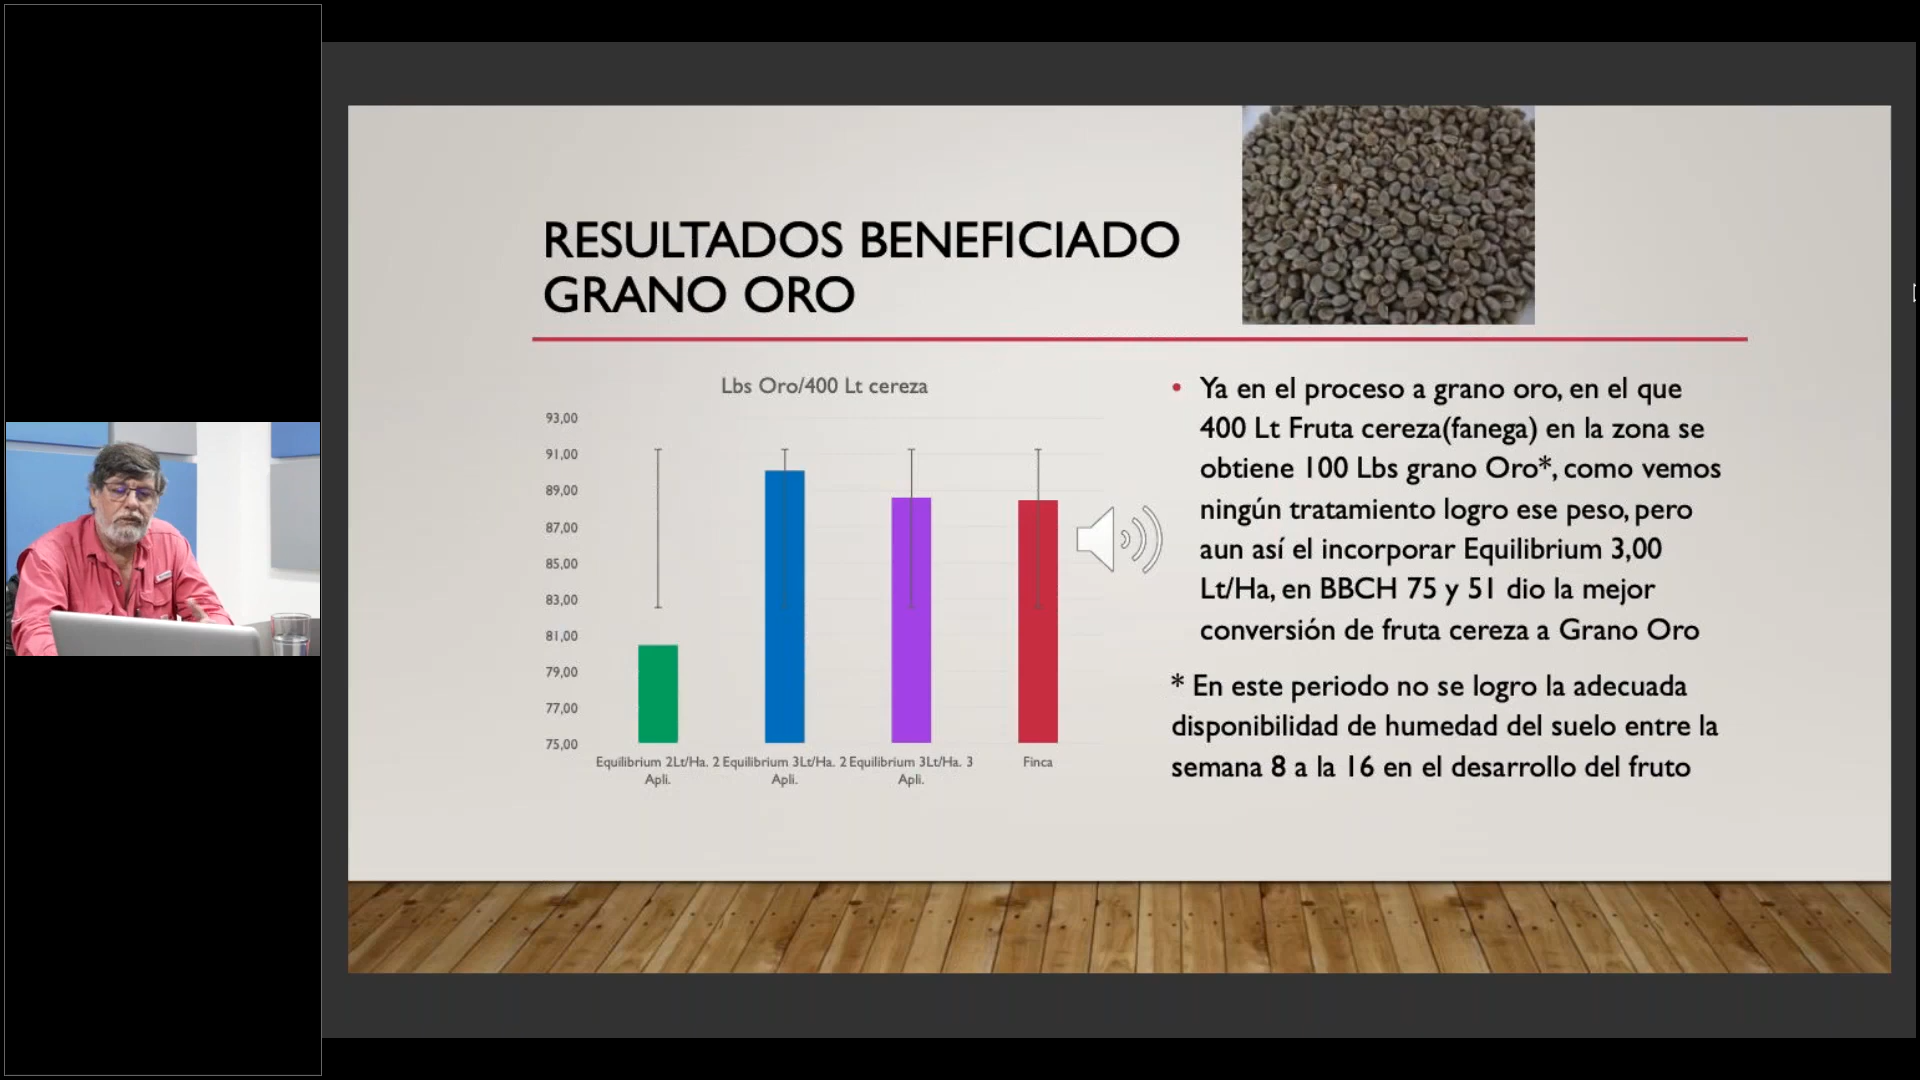 RESULTADOS BENEFICIADO
GRANO ORO
Lbs Oro/400 Lt cereza
93,00
91,00
89,00
87,00
85,00
83,00
81,00
79,00
77,00
75,00
Equilibrium 2Lt/Ha. 2
Apli.
Equilibrium 3Lt/Ha. 2
Apli.
Equilibrium 3Lt/Ha. 3
Apli.
Finca
• Ya en el proceso a grano oro, en el que
400 Lt Fruta cereza(fanega) en la zona se
obtiene 100 Lbs grano Oro*, como vemos
ningún tratamiento logro ese peso, pero
aun así el incorporar Equilibrium 3,00
Lt/Ha, en BBCH 75 y 51 dio la mejor
conversión de fruta cereza a Grano Oro
* En este periodo no se logro la adecuada
disponibilidad de humedad del suelo entre la
semana 8 a la 16 en el desarrollo del fruto